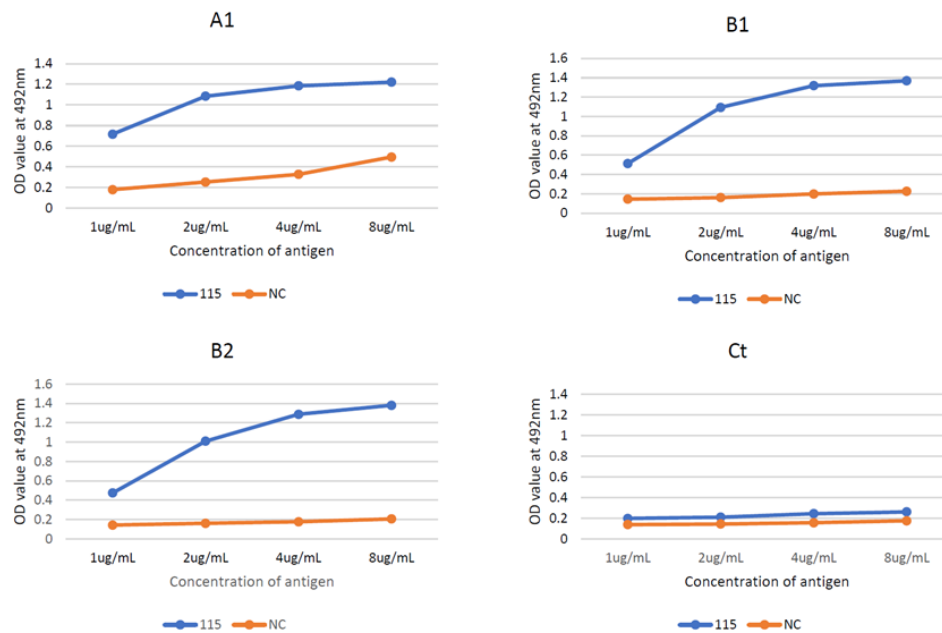 A1
OD value at 492nm
1.4
1.2
1
0.8
0.6
0.4
0.2
0
1ug/mL 2ug/mL 4ug/mL 8ug/mL
Concentration of antigen
115 NC
B1
OD value at 492nm
1.6
1.4
1.2
1
0.8
0.6
0.4
0.2
0
1ug/mL 2ug/mL 4ug/mL 8ug/mL
Concentration of antigen
115 NC
B2
OD value at 492nm
1.6
1.4
1.2
1
0.8
0.6
0.4
0.2
0
1ug/mL 2ug/mL 4ug/mL 8ug/mL
Concentration of antigen
115 NC
Ct
OD value at 492nm
1.4
1.2
1
0.8
0.6
0.4
0.2
0
1ug/mL 2ug/mL 4ug/mL 8ug/mL
Concentration of antigen
115 NC